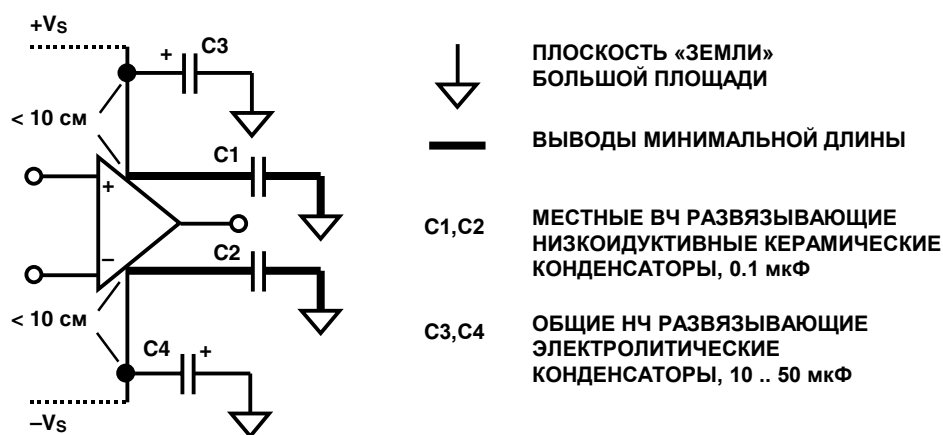 +VS
C3
+
< 10 см
C1
+
–
C2
< 10 см
C4
+
–VS
ПЛОСКОСТЬ «ЗЕМЛИ»
БОЛЬШОЙ ПЛОЩАДИ
ВЫВОДЫ МИНИМАЛЬНОЙ ДЛИНЫ
C1,C2
МЕСТНЫЕ ВЧ РАЗВЯЗЫВАЮЩИЕ
НИЗКОИДУКТИВНЫЕ КЕРАМИЧЕСКИЕ
КОНДЕНСАТОРЫ, 0.1 мкФ
C3,C4
ОБЩИЕ НЧ РАЗВЯЗЫВАЮЩИЕ
ЭЛЕКТРОЛИТИЧЕСКИЕ
КОНДЕНСАТОРЫ, 10 .. 50 мкФ